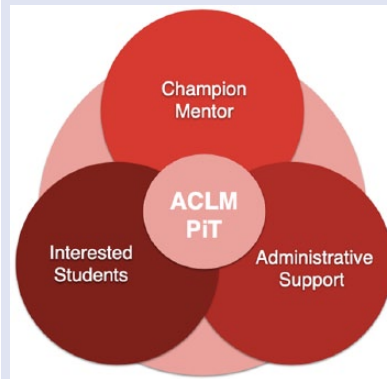 Champion
Mentor
ACLM
PiT
Interested
Students
Administrative
Support